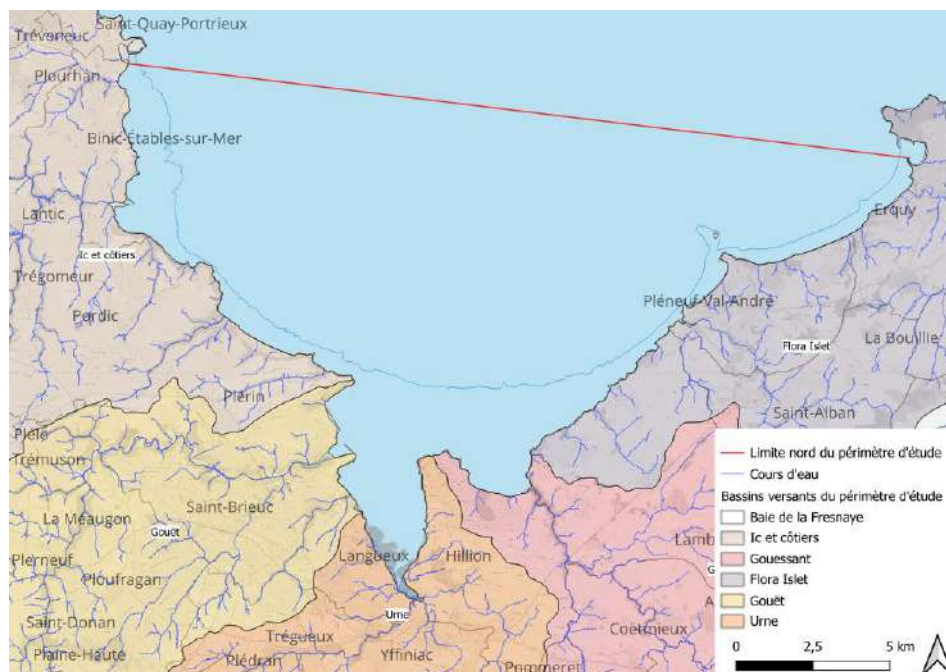 Saint-Quay-Portrieux
Tréveneuc
Plourhan
Binic-Étables-sur-Mer
Lantic
Erquy
Ic et côtiers
Trégomeur
Pléneuf-Val-André
Pordic
Flora Islet
La Bouillie
Plérin
Saint-Alban
Plélo
Trémuson
Saint-Brieuc
La Méaugon
Gouët
Plerneuf
Langueux
Hillion
Lamb
G
Ploufragan
A
Urne
Saint-Donan
Trégueux
Coëtmieux
Plaine-Haute
Plédran
Yffiniac
Pommeret
Limite nord du périmètre d'étude
Cours d'eau
Bassins versants du périmètre d'étude
Baie de la Fresnaye
Ic et côtiers
Gouessant
Flora Islet
Gouët
Urne
0 2,5 5 km